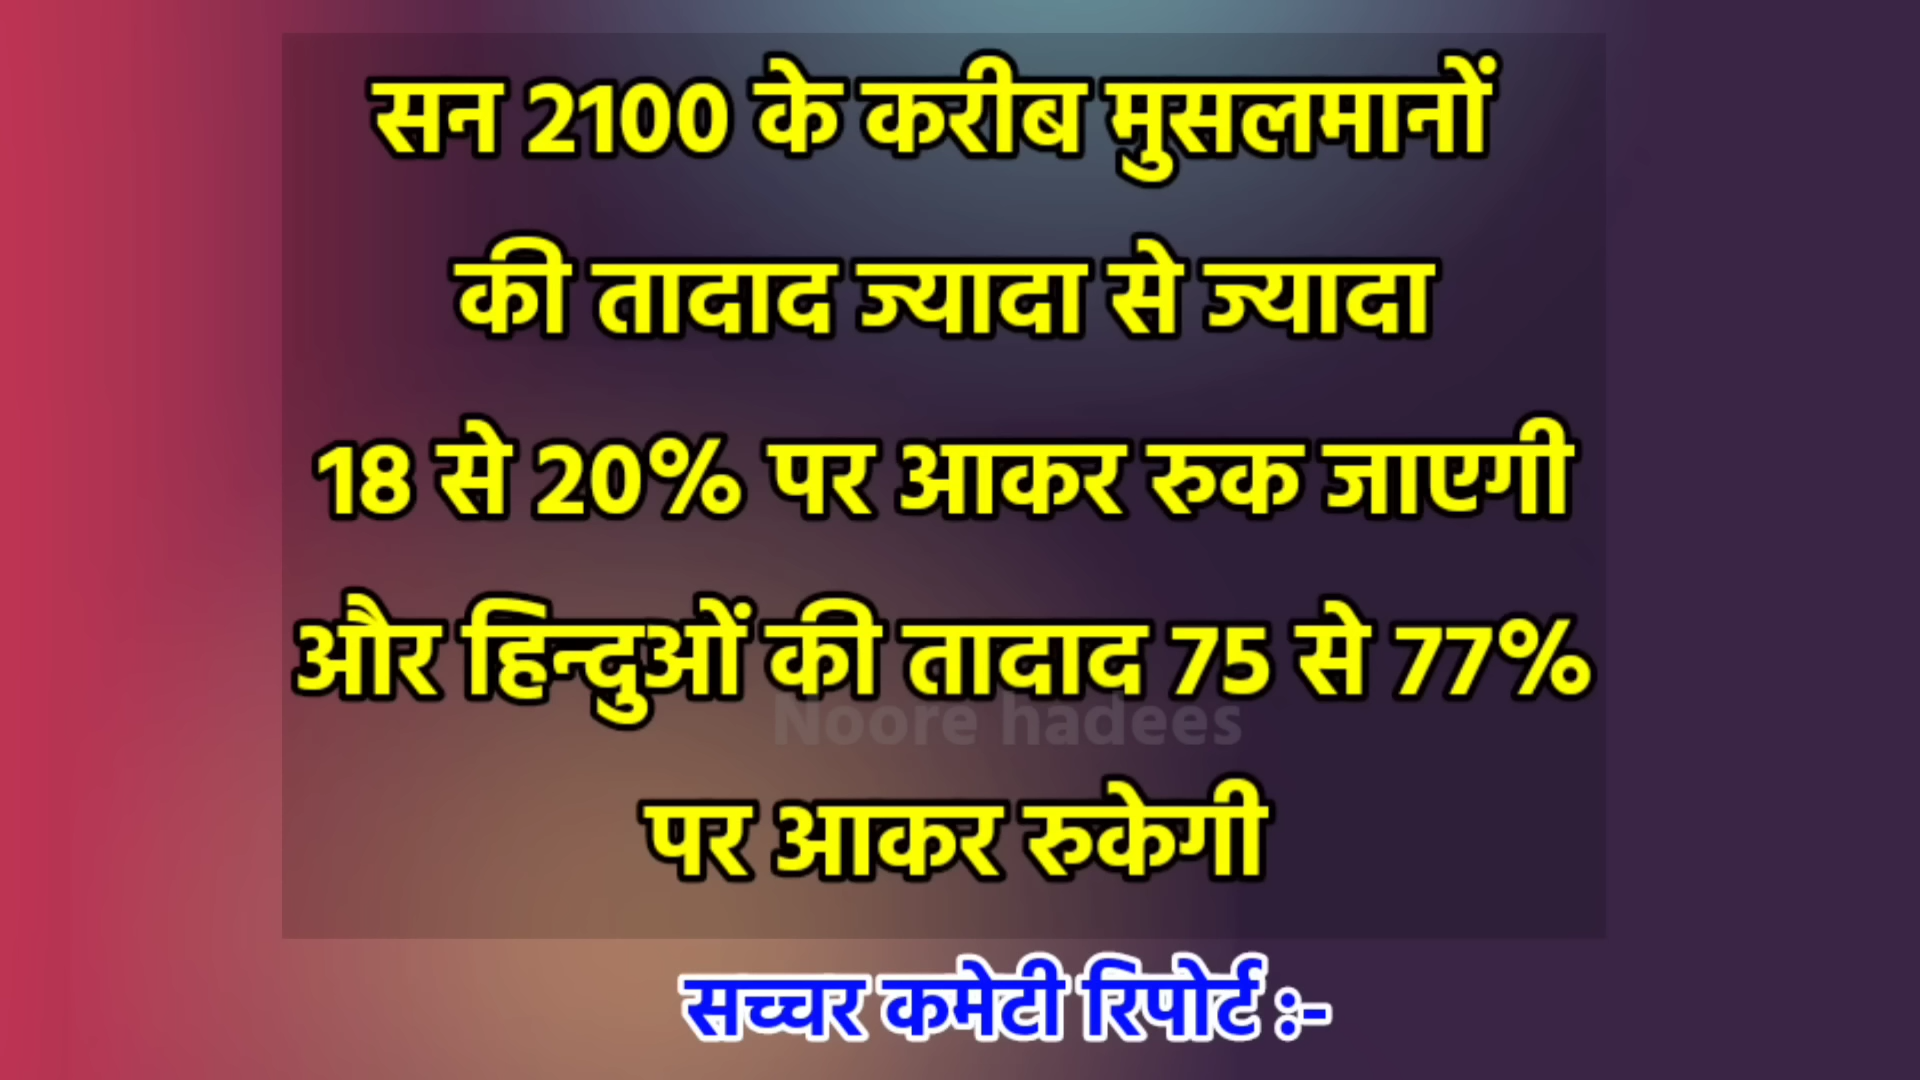 सन 2100 के करीब मुसलमानों
की तादाद ज्यादा से ज्यादा
18 से 20% पर आकर रुक जाएगी
और हिन्दुओं की तादाद 75 से 77%
Noore hadees
पर आकर रुकेगी
सच्चर कमेटी रिपोर्ट :-